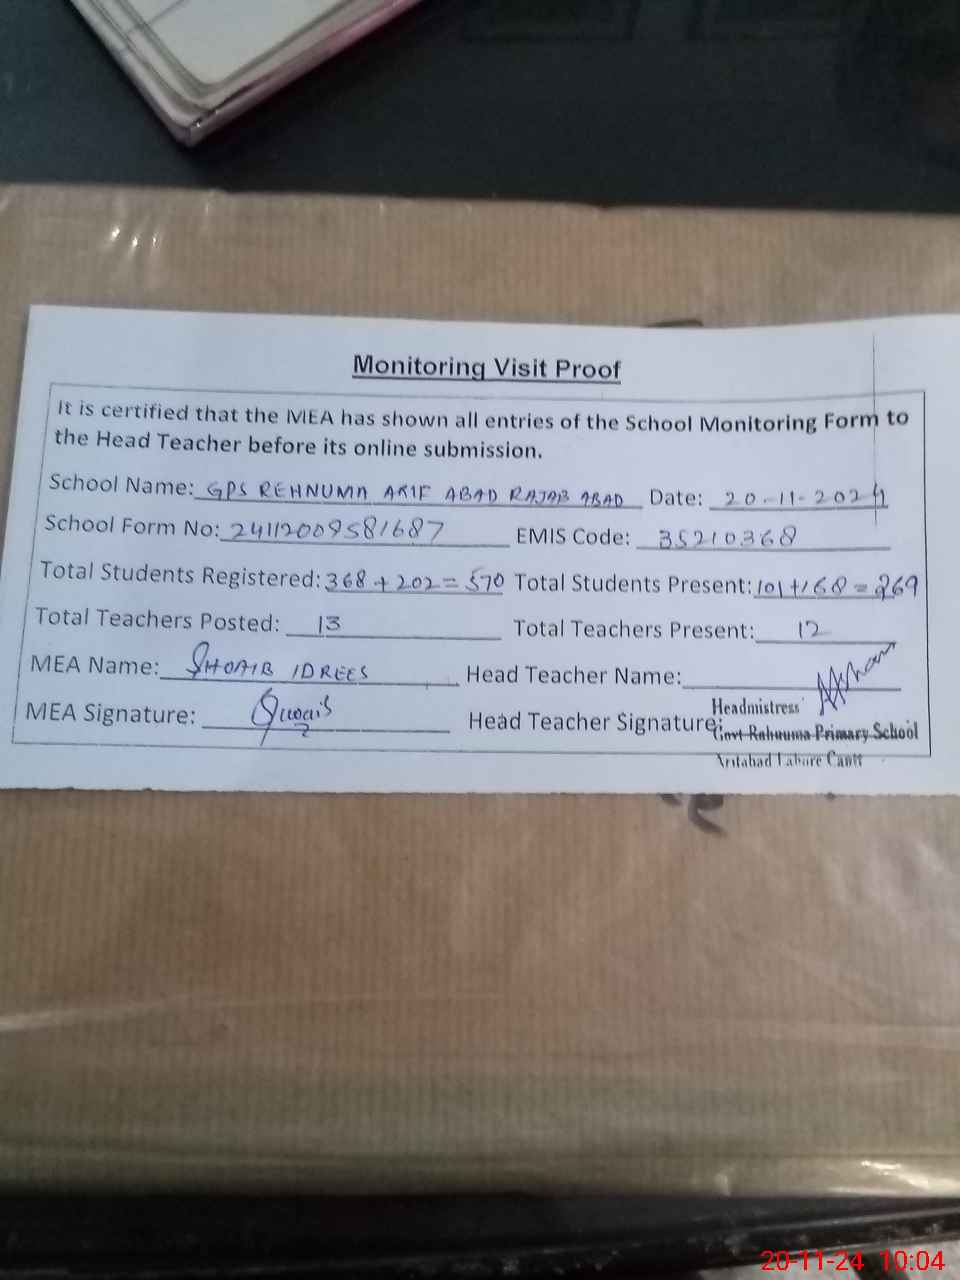 Monitoring Visit Proof
It is certified that the MEA has shown all entries of the School Monitoring Form to
the Head Teacher before its online submission.
School Name: GPS REHNUMA ARIF ABAD RAJAB ABAD Date: 20-11-2024
School Form No: 24112009581687 EMIS Code: 35210368
Total Students Registered: 368+202=570 Total Students Present: 101+168=269
Total Teachers Posted: 13 Total Teachers Present: 12
MEA Name: SHOAIB IDREES Head Teacher Name:
MEA Signature: Head Teacher Signature:
Headmistress
Govt Rahnuma Primary School
Arifabad Lahore Cantt
20-11-24 10:04